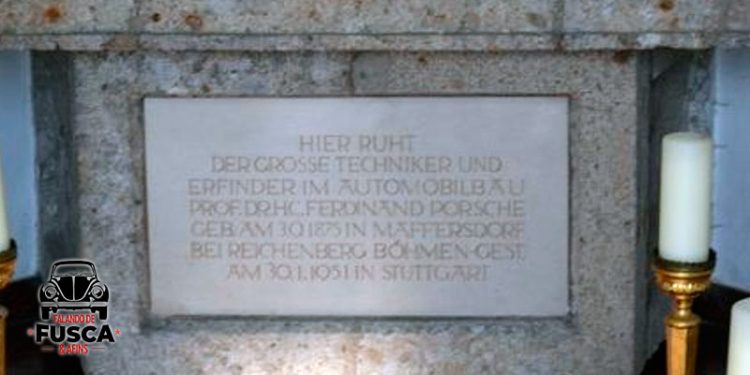 HIER RUHT
DER GROSSE TECHNIKER UND
ERFINDER IM AUTOMOBILBAU
PROF. DR. H.C. FERDINAND PORSCHE
GEB. AM 3.9.1875 IN MAFFERSDORF
BEI REICHENBERG BÖHMEN-GEST.
AM 30.1.1951 IN STUTTGART
FALANDO DE
FUSCA
& AFINS